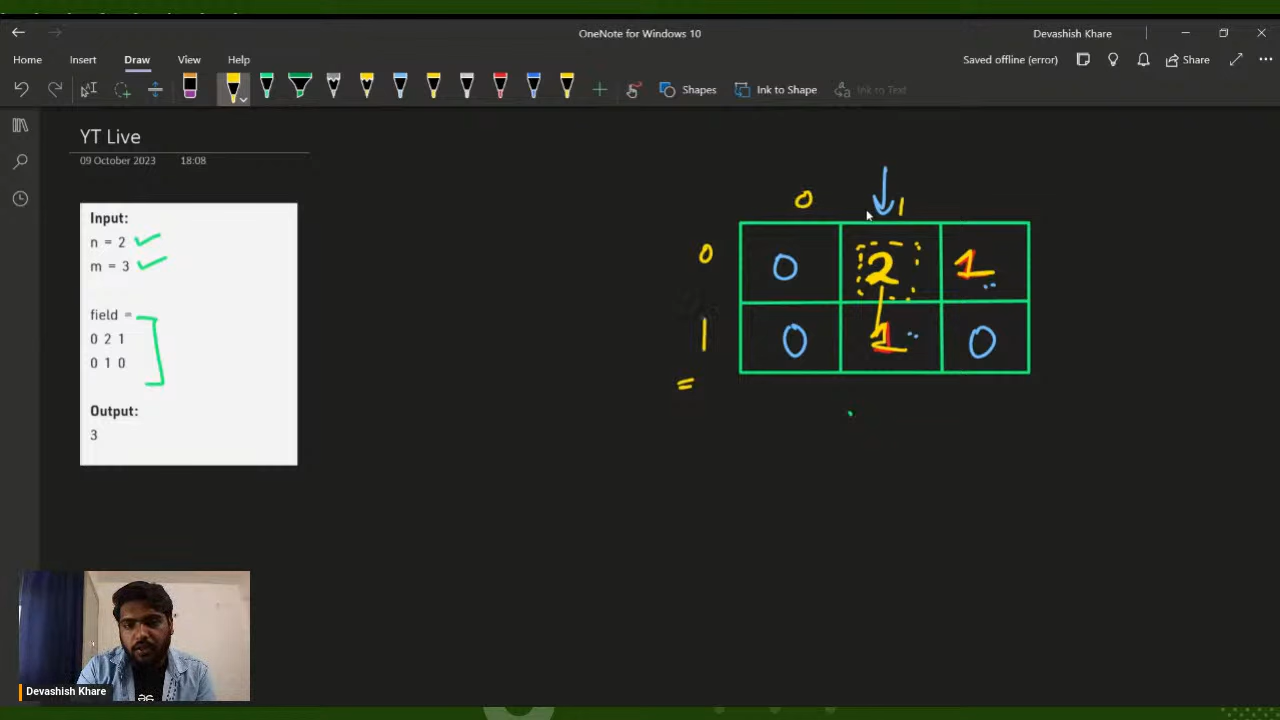 OneNote for Windows 10
Devashish Khare
Home Insert Draw View Help
Saved offline (error)
Share
Shapes
Ink to Shape
Ink to Text
YT Live
09 October 2023 18:08
Input:
n = 2
m = 3
field =
0 2 1
0 1 0
Output:
3
0 1
0 0 2 1
1 0 1 0
=
Devashish Khare